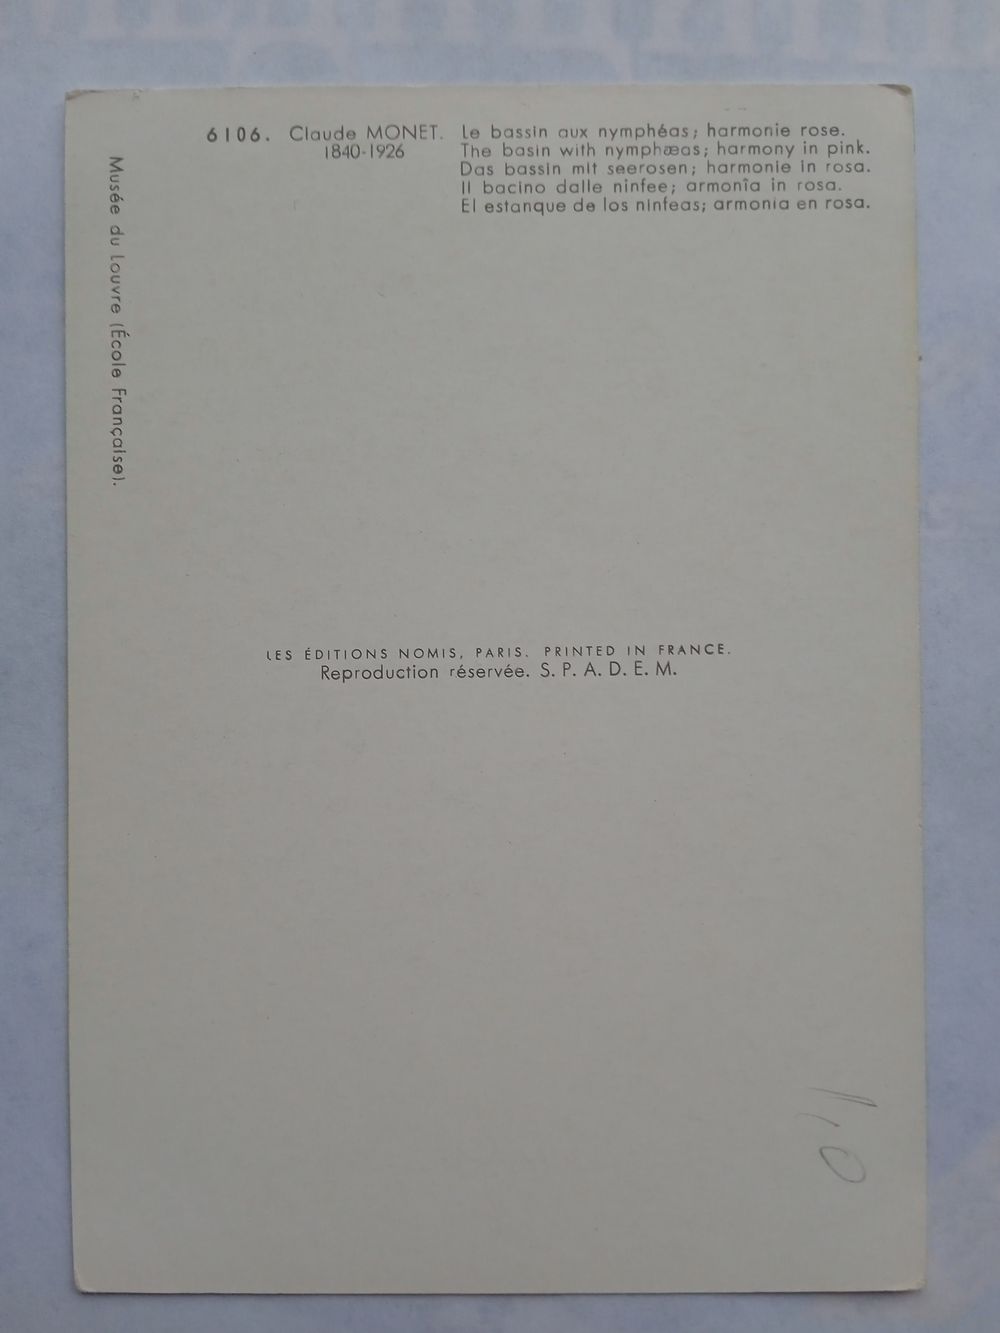 6106. Claude MONET.
1840-1926
Le bassin aux nymphéas; harmonie rose.
The basin with nymphæas; harmony in pink.
Das bassin mit seerosen; harmonie in rosa.
Il bacino dalle ninfee; armonîa in rosa.
El estanque de los ninfeas; armonia en rosa.
Musée du Louvre (École Française).
LES ÉDITIONS NOMIS, PARIS. PRINTED IN FRANCE.
Reproduction réservée. S. P. A. D. E. M.
1,0